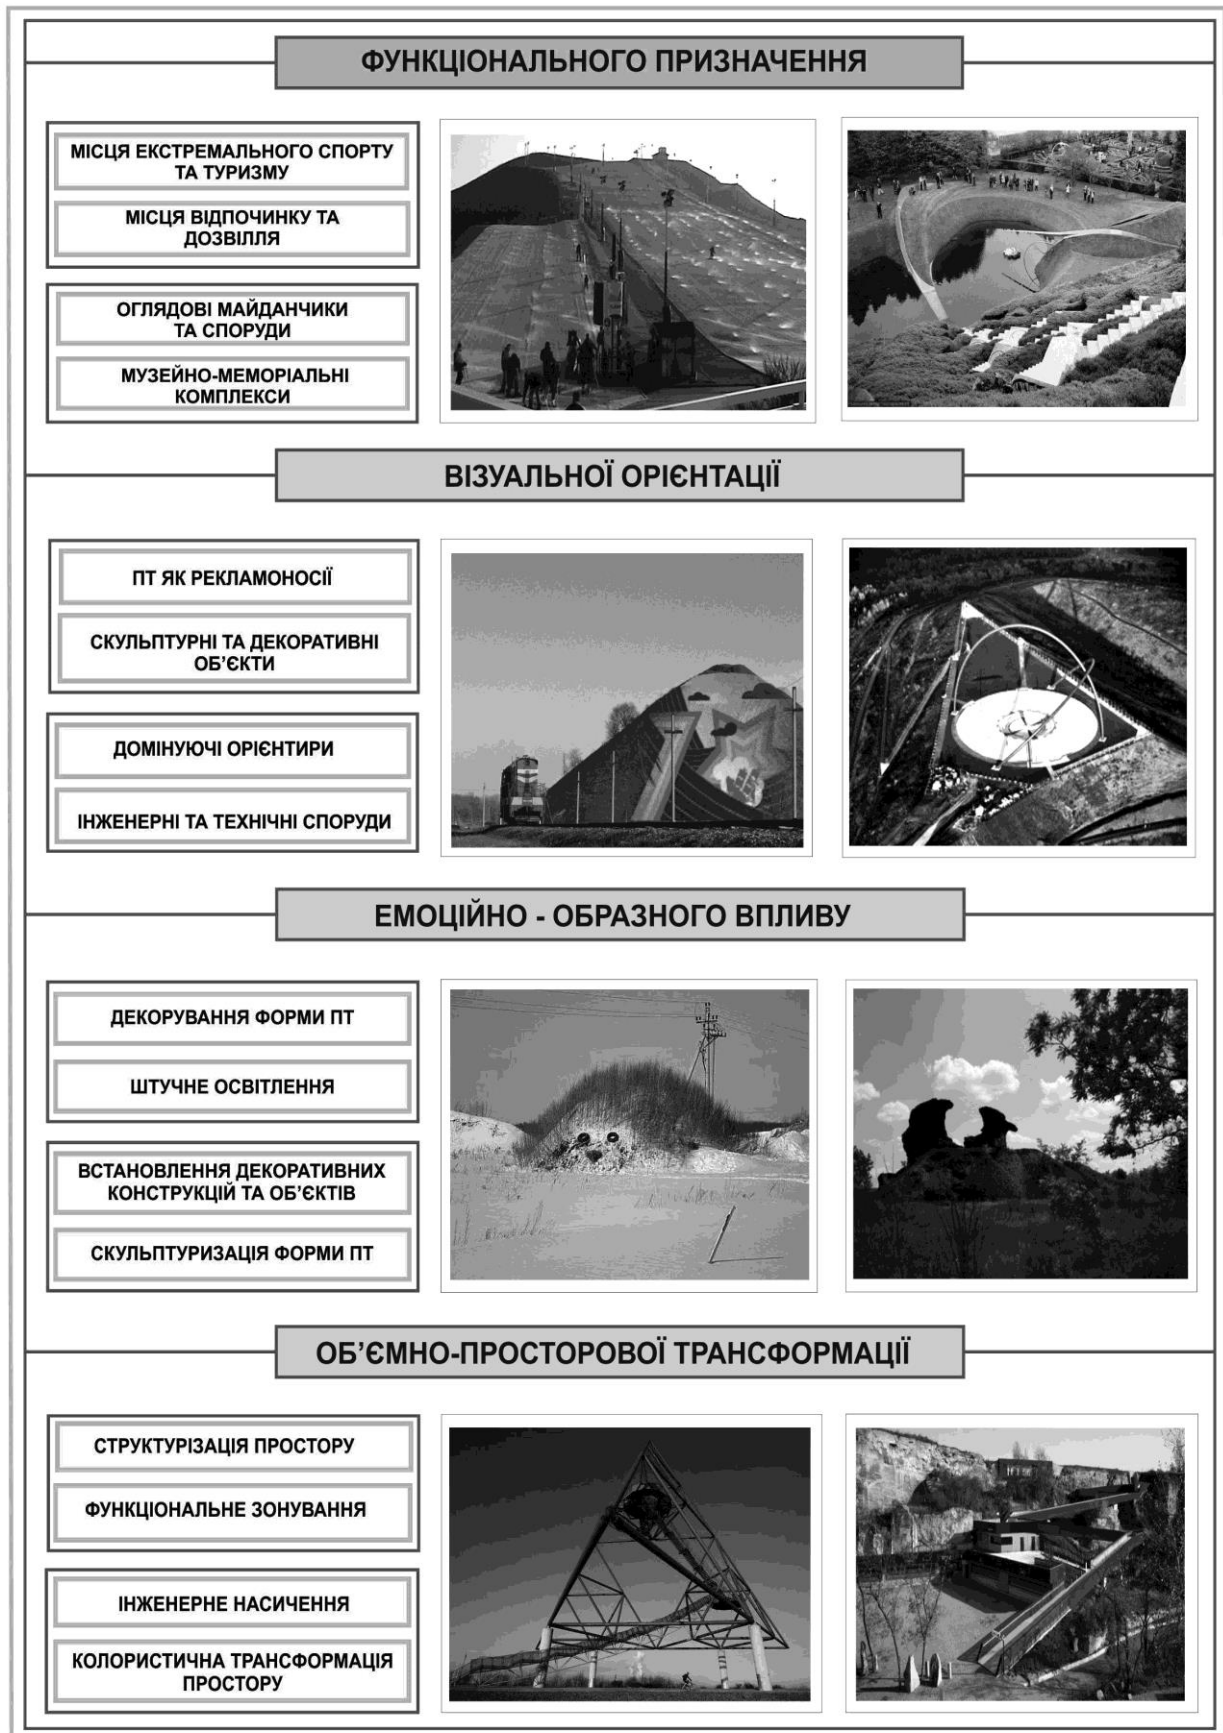 ФУНКЦІОНАЛЬНОГО ПРИЗНАЧЕННЯ
МІСЦЯ ЕКСТРЕМАЛЬНОГО СПОРТУ
ТА ТУРИЗМУ
МІСЦЯ ВІДПОЧИНКУ ТА
ДОЗВІЛЛЯ
ОГЛЯДОВІ МАЙДАНЧИКИ
ТА СПОРУДИ
МУЗЕЙНО-МЕМОРІАЛЬНІ
КОМПЛЕКСИ
ВІЗУАЛЬНОЇ ОРІЄНТАЦІЇ
ПТ ЯК РЕКЛАМОНОСІЇ
СКУЛЬПТУРНІ ТА ДЕКОРАТИВНІ
ОБ’ЄКТИ
ДОМІНУЮЧІ ОРІЄНТИРИ
ІНЖЕНЕРНІ ТА ТЕХНІЧНІ СПОРУДИ
ЕМОЦІЙНО - ОБРАЗНОГО ВПЛИВУ
ДЕКОРУВАННЯ ФОРМИ ПТ
ШТУЧНЕ ОСВІТЛЕННЯ
ВСТАНОВЛЕННЯ ДЕКОРАТИВНИХ
КОНСТРУКЦІЙ ТА ОБ’ЄКТІВ
СКУЛЬПТУРИЗАЦІЯ ФОРМИ ПТ
ОБ’ЄМНО-ПРОСТОРОВОЇ ТРАНСФОРМАЦІЇ
СТРУКТУРІЗАЦІЯ ПРОСТОРУ
ФУНКЦІОНАЛЬНЕ ЗОНУВАННЯ
ІНЖЕНЕРНЕ НАСИЧЕННЯ
КОЛОРИСТИЧНА ТРАНСФОРМАЦІЯ
ПРОСТОРУ